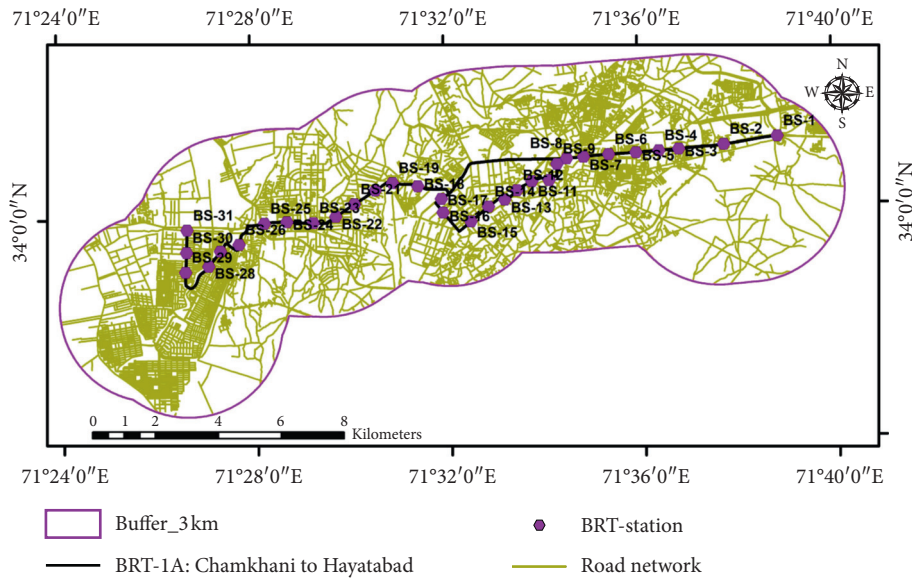 71°24′0″E 71°28′0″E 71°32′0″E 71°36′0″E 71°40′0″E
N
W E
S
BS-1
BS-2
BS-4
BS-3
BS-6
BS-5
BS-8
BS-9
BS-7
BS-12
BS-11
BS-14
BS-13
BS-19
BS-18
BS-17
BS-16
BS-15
BS-21
BS-23
BS-22
BS-25
BS-24
BS-26
BS-31
BS-30
BS-29
BS-28
34°0′0″N
34°0′0″N
0 1 2 4 6 8
Kilometers
71°24′0″E 71°28′0″E 71°32′0″E 71°36′0″E 71°40′0″E
Buffer_3 km
BRT-station
BRT-1A: Chamkhani to Hayatabad
Road network